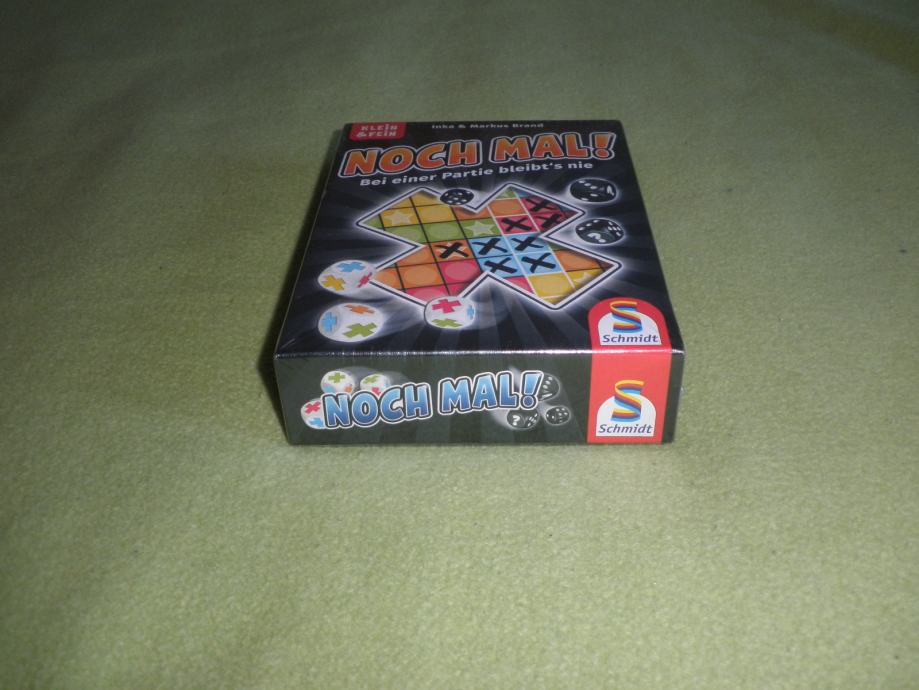 KLEIN
& FEIN
Inka & Markus Brand
NOCH MAL!
Bei einer Partie bleibt's nie
?
Schmidt
NOCH MAL!
?
Schmidt